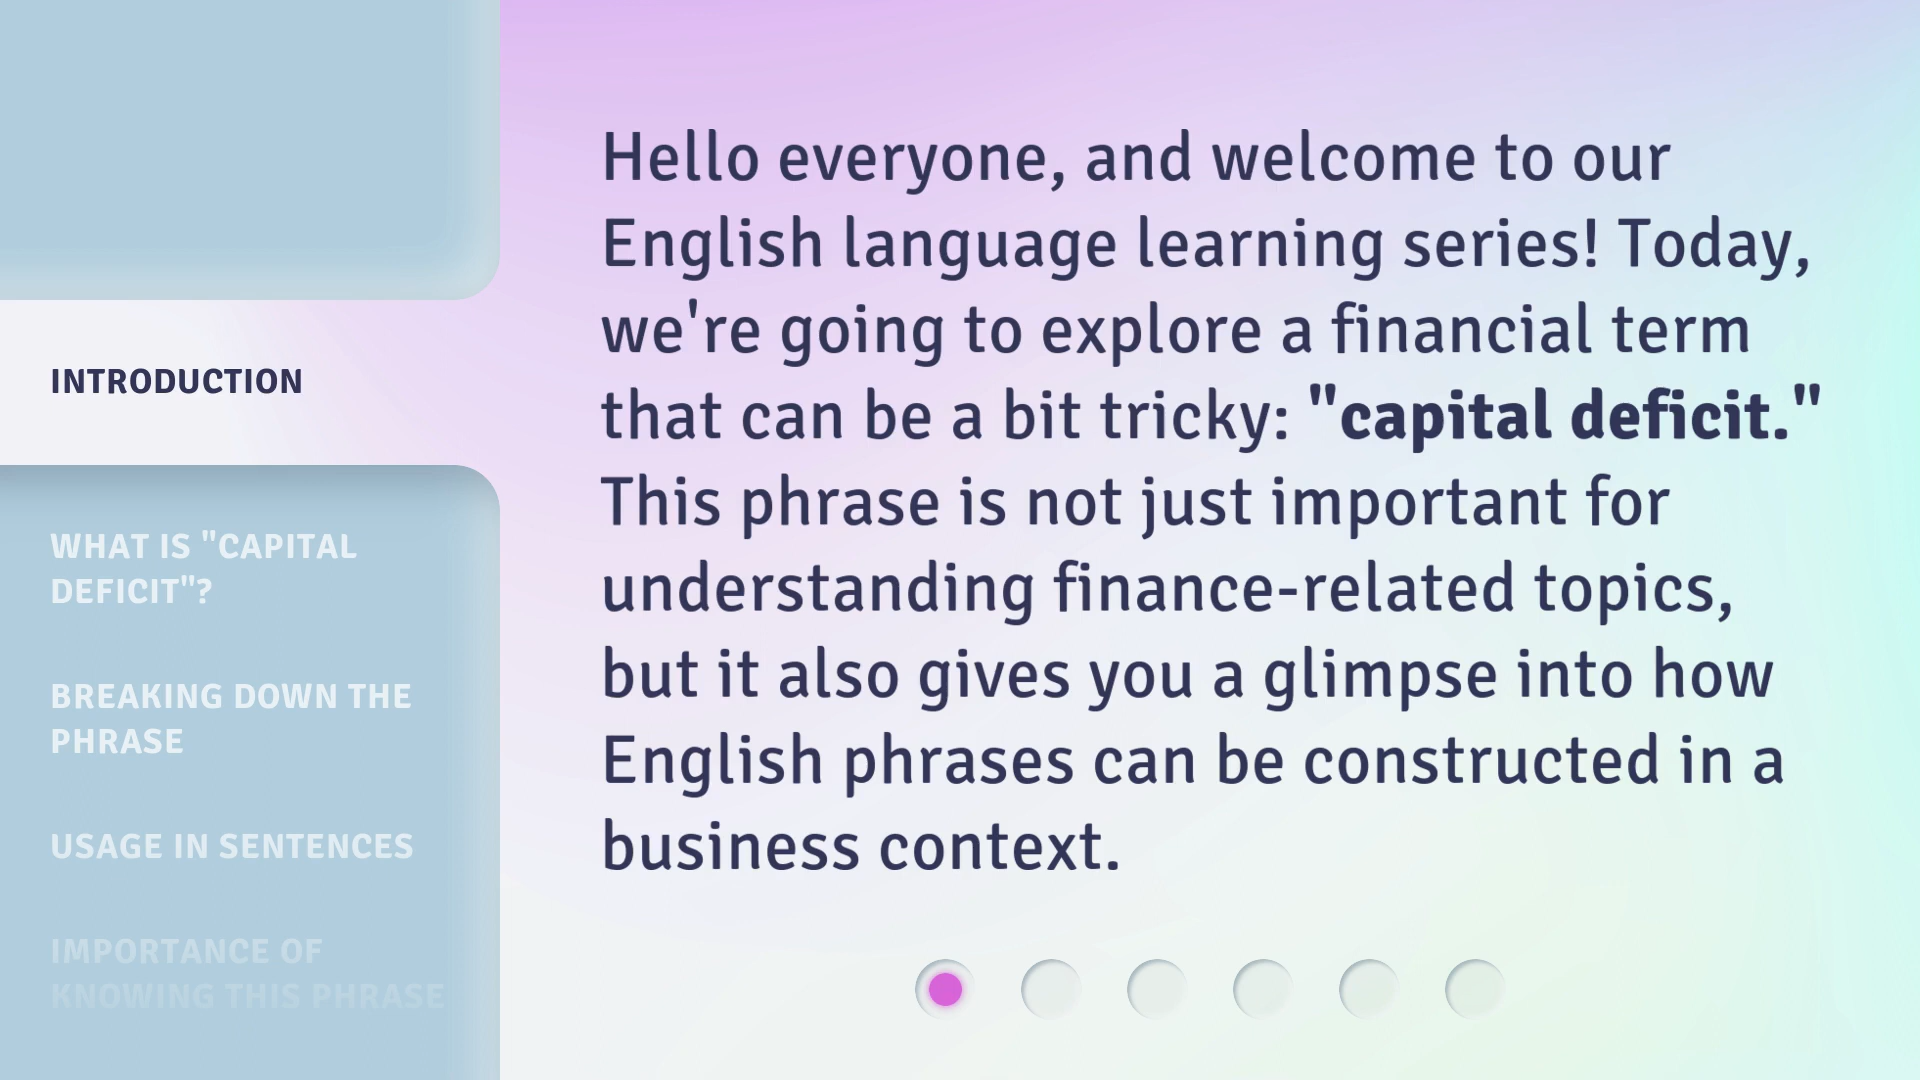 INTRODUCTION
WHAT IS "CAPITAL
DEFICIT"?
BREAKING DOWN THE
PHRASE
USAGE IN SENTENCES
IMPORTANCE OF
KNOWING THIS PHRASE
Hello everyone, and welcome to our
English language learning series! Today,
we're going to explore a financial term
that can be a bit tricky: "capital deficit."
This phrase is not just important for
understanding finance-related topics,
but it also gives you a glimpse into how
English phrases can be constructed in a
business context.